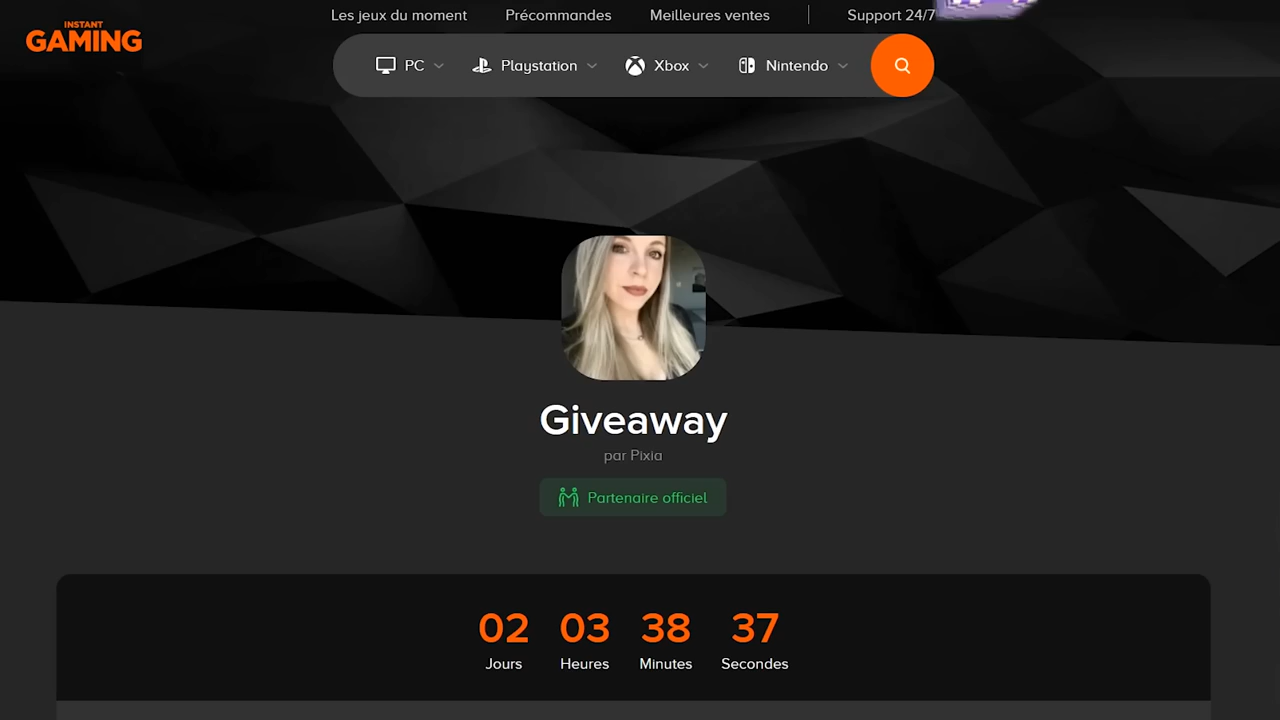 INSTANT
GAMING
Les jeux du moment Précommandes Meilleures ventes Support 24/7
PC Playstation Xbox Nintendo
Giveaway
par Pixia
Partenaire officiel
02 03 38 37
Jours Heures Minutes Secondes